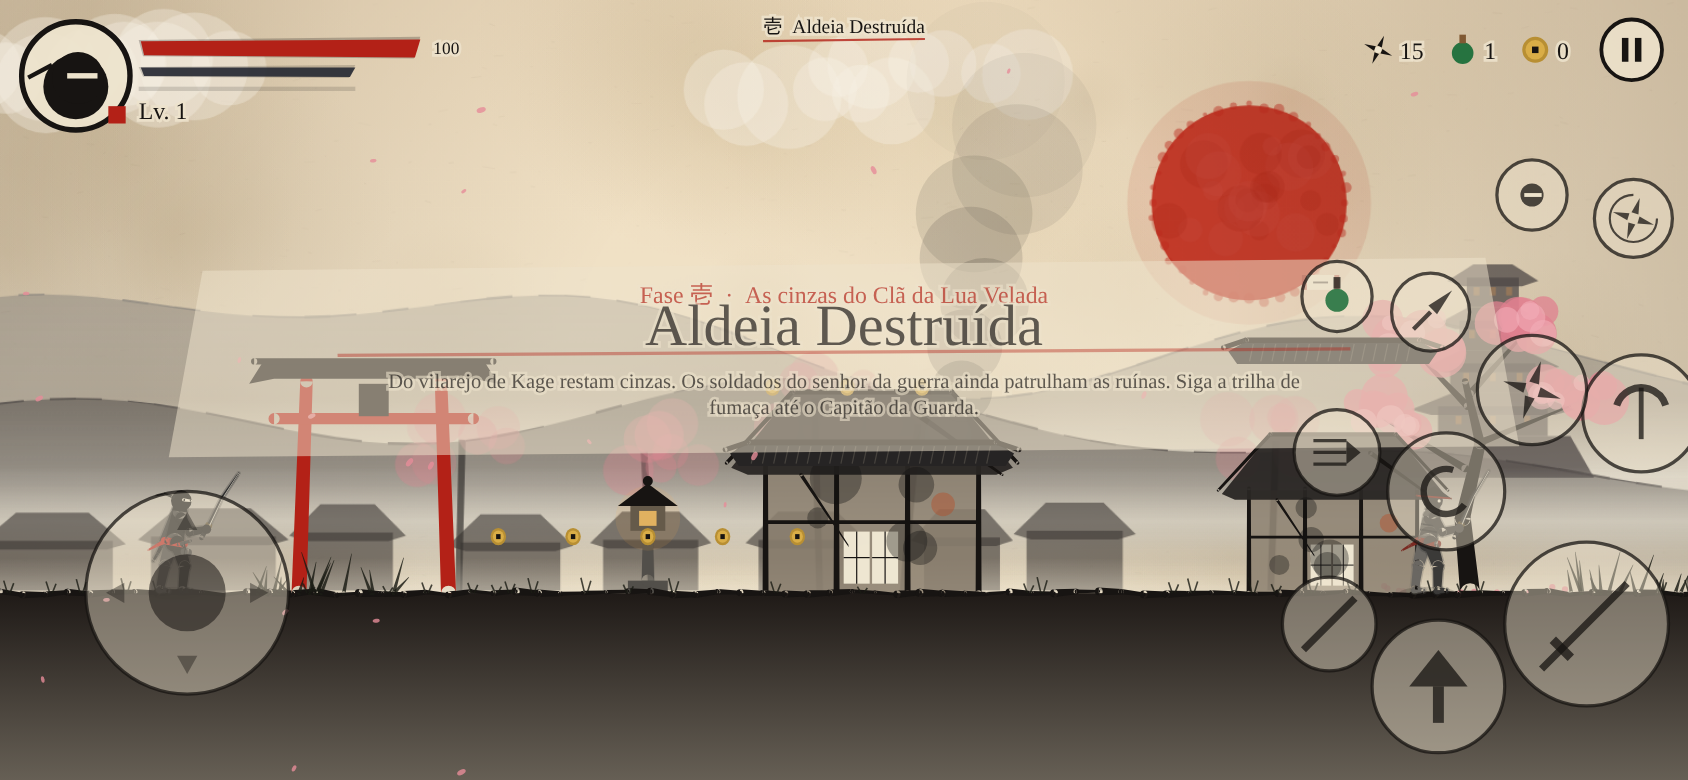 壱 Aldeia Destruída
100
15
1
0
Lv. 1
Fase 壱 · As cinzas do Clã da Lua Velada
Aldeia Destruída
Do vilarejo de Kage restam cinzas. Os soldados do senhor da guerra ainda patrulham as ruínas. Siga a trilha de
fumaça até o Capitão da Guarda.